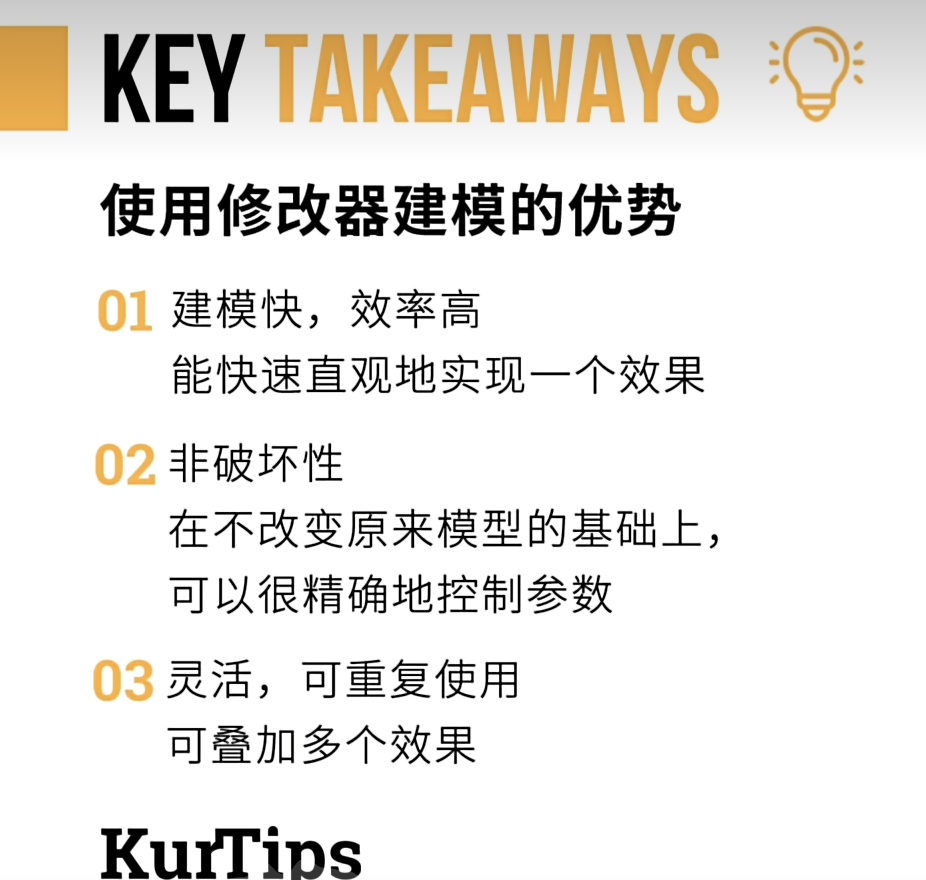 KEY TAKEAWAYS
使用修改器建模的优势
01 建模快，效率高
能快速直观地实现一个效果
02 非破坏性
在不改变原来模型的基础上，
可以很精确地控制参数
03 灵活，可重复使用
可叠加多个效果
KurTips